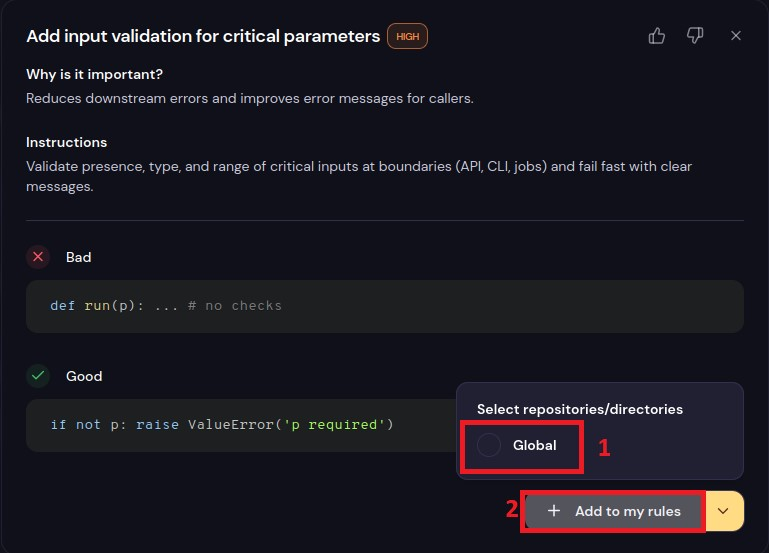 Add input validation for critical parameters HIGH
Why is it important?
Reduces downstream errors and improves error messages for callers.
Instructions
Validate presence, type, and range of critical inputs at boundaries (API, CLI, jobs) and fail fast with clear
messages.
Bad
def run(p): ... # no checks
Good
if not p: raise ValueError('p required')
Select repositories/directories
Global 1
2 + Add to my rules